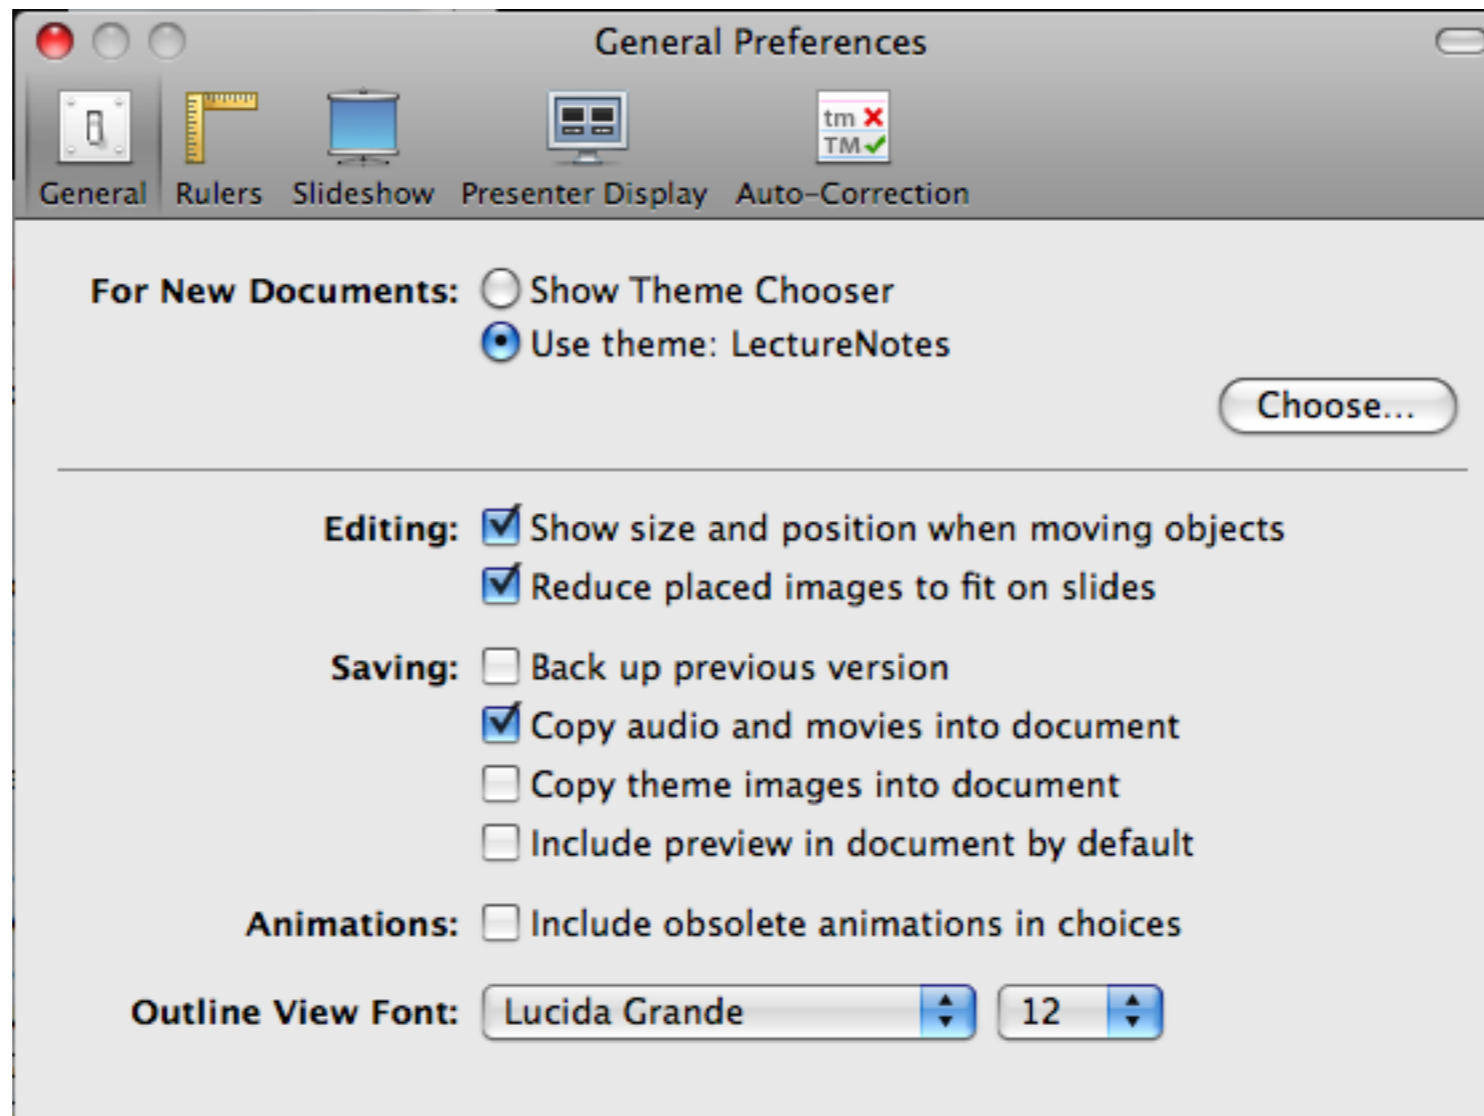 General Preferences
tm
TM
General Rulers Slideshow Presenter Display Auto-Correction
For New Documents: Show Theme Chooser
Use theme: LectureNotes
Choose...
Editing: Show size and position when moving objects
Reduce placed images to fit on slides
Saving: Back up previous version
Copy audio and movies into document
Copy theme images into document
Include preview in document by default
Animations: Include obsolete animations in choices
Outline View Font: Lucida Grande 12